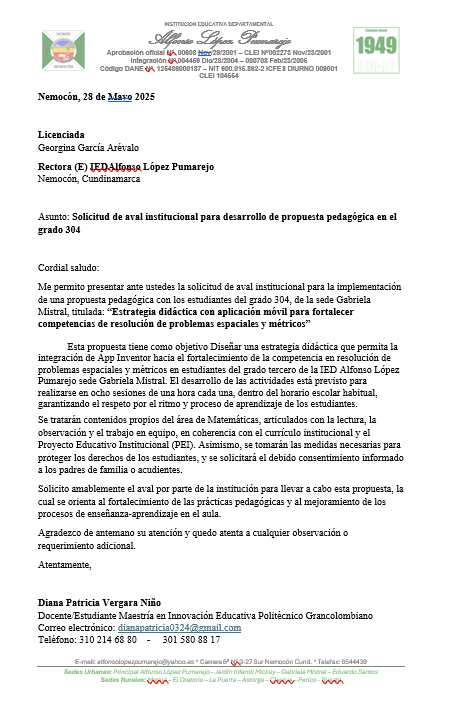 INSTITUCION EDUCATIVA DEPARTAMENTAL
Alfonso López Pumarejo
Aprobación oficial Nº.00608 Nov/29/2001 – CLEI Nº002273 Nov/23/2001
Integración Nº.004459 Dic/23/2004 – 000703 Feb/23/2006
Código DANE Nº. 125486000137 – NIT 900.015.862-2 ICFES DIURNO 009001
CLEI 104554
NEMOCÓN
1949
Nemocón, 28 de Mayo 2025
Licenciada
Georgina García Arévalo
Rectora (E) IEDAlfonso López Pumarejo
Nemocón, Cundinamarca
Asunto: Solicitud de aval institucional para desarrollo de propuesta pedagógica en el
grado 304
Cordial saludo:
Me permito presentar ante ustedes la solicitud de aval institucional para la implementación
de una propuesta pedagógica con los estudiantes del grado 304, de la sede Gabriela
Mistral, titulada: “Estrategia didáctica con aplicación móvil para fortalecer
competencias de resolución de problemas espaciales y métricos”
Esta propuesta tiene como objetivo Diseñar una estrategia didáctica que permita la
integración de App Inventor hacia el fortalecimiento de la competencia en resolución de
problemas espaciales y métricos en estudiantes del grado tercero de la IED Alfonso López
Pumarejo sede Gabriela Mistral. El desarrollo de las actividades está previsto para
realizarse en ocho sesiones de una hora cada una, dentro del horario escolar habitual,
garantizando el respeto por el ritmo y proceso de aprendizaje de los estudiantes.
Se tratarán contenidos propios del área de Matemáticas, articulados con la lectura, la
observación y el trabajo en equipo, en coherencia con el currículo institucional y el
Proyecto Educativo Institucional (PEI). Asimismo, se tomarán las medidas necesarias para
proteger los derechos de los estudiantes, y se solicitará el debido consentimiento informado
a los padres de familia o acudientes.
Solicito amablemente el aval por parte de la institución para llevar a cabo esta propuesta, la
cual se orienta al fortalecimiento de las prácticas pedagógicas y al mejoramiento de los
procesos de enseñanza-aprendizaje en el aula.
Agradezco de antemano su atención y quedo atenta a cualquier observación o
requerimiento adicional.
Atentamente,
Diana Patricia Vergara Niño
Docente/Estudiante Maestría en Innovación Educativa Politécnico Grancolombiano
Correo electrónico: dianapatricia0324@gmail.com
Teléfono: 310 214 68 80 - 301 580 88 17
E-mail: alfonsolopezpumarejo@yahoo.es * Carrera 6ª Nº3-27 Sur Nemocón Cund. * Telefax: 8544439
Sedes Urbanas: Principal Alfonso López Pumarejo – Jardín Infantil Mickey – Gabriela Mistral – Eduardo Santos
Sedes Rurales: – El Oratorio – La Puerta – Astorga – – Perico -